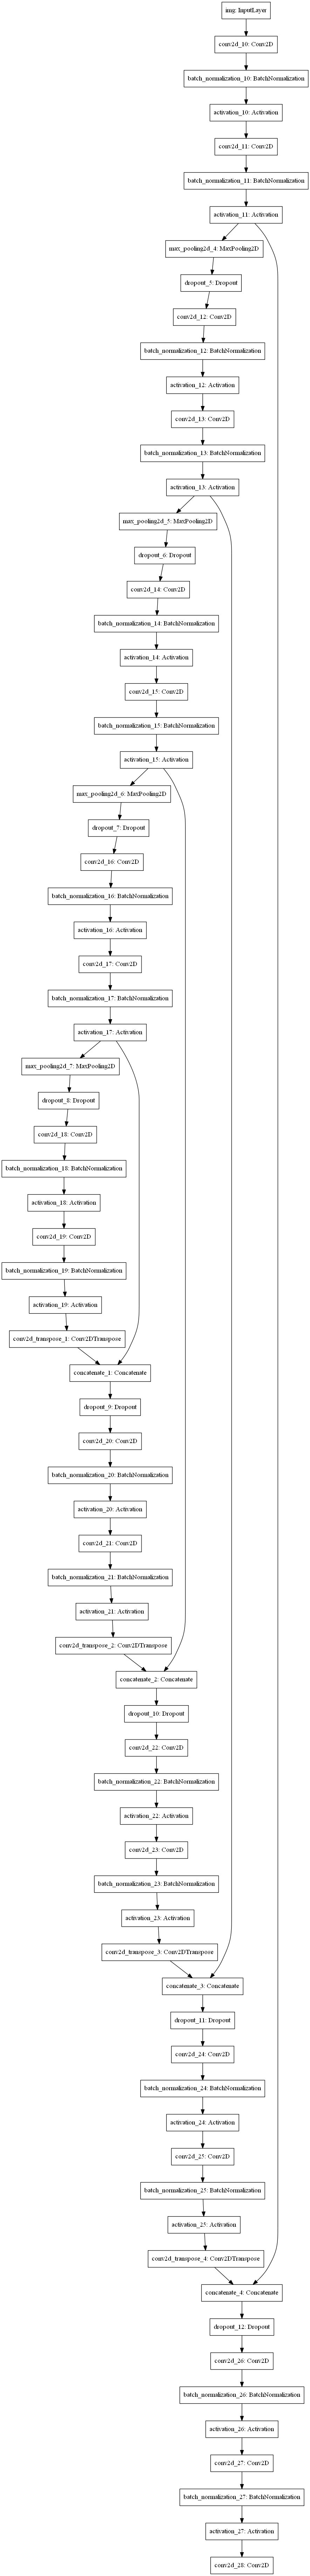 img: InputLayer
conv2d_10: Conv2D
batch_normalization_10: BatchNormalization
activation_10: Activation
conv2d_11: Conv2D
batch_normalization_11: BatchNormalization
activation_11: Activation
max_pooling2d_4: MaxPooling2D
dropout_5: Dropout
conv2d_12: Conv2D
batch_normalization_12: BatchNormalization
activation_12: Activation
conv2d_13: Conv2D
batch_normalization_13: BatchNormalization
activation_13: Activation
max_pooling2d_5: MaxPooling2D
dropout_6: Dropout
conv2d_14: Conv2D
batch_normalization_14: BatchNormalization
activation_14: Activation
conv2d_15: Conv2D
batch_normalization_15: BatchNormalization
activation_15: Activation
max_pooling2d_6: MaxPooling2D
dropout_7: Dropout
conv2d_16: Conv2D
batch_normalization_16: BatchNormalization
activation_16: Activation
conv2d_17: Conv2D
batch_normalization_17: BatchNormalization
activation_17: Activation
max_pooling2d_7: MaxPooling2D
dropout_8: Dropout
conv2d_18: Conv2D
batch_normalization_18: BatchNormalization
activation_18: Activation
conv2d_19: Conv2D
batch_normalization_19: BatchNormalization
activation_19: Activation
conv2d_transpose_1: Conv2DTranspose
concatenate_1: Concatenate
dropout_9: Dropout
conv2d_20: Conv2D
batch_normalization_20: BatchNormalization
activation_20: Activation
conv2d_21: Conv2D
batch_normalization_21: BatchNormalization
activation_21: Activation
conv2d_transpose_2: Conv2DTranspose
concatenate_2: Concatenate
dropout_10: Dropout
conv2d_22: Conv2D
batch_normalization_22: BatchNormalization
activation_22: Activation
conv2d_23: Conv2D
batch_normalization_23: BatchNormalization
activation_23: Activation
conv2d_transpose_3: Conv2DTranspose
concatenate_3: Concatenate
dropout_11: Dropout
conv2d_24: Conv2D
batch_normalization_24: BatchNormalization
activation_24: Activation
conv2d_25: Conv2D
batch_normalization_25: BatchNormalization
activation_25: Activation
conv2d_transpose_4: Conv2DTranspose
concatenate_4: Concatenate
dropout_12: Dropout
conv2d_26: Conv2D
batch_normalization_26: BatchNormalization
activation_26: Activation
conv2d_27: Conv2D
batch_normalization_27: BatchNormalization
activation_27: Activation
conv2d_28: Conv2D